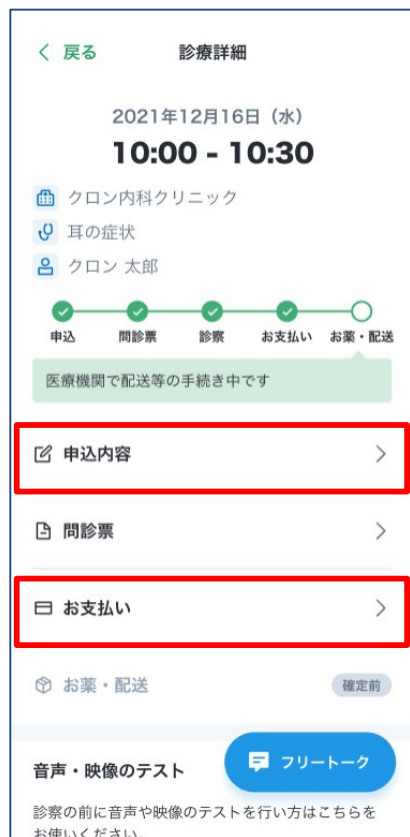 戻る 診療詳細
2021年12月16日（水）
10:00 - 10:30
クロン内科クリニック
耳の症状
クロン 太郎
申込 問診票 診察 お支払い お薬・配送
医療機関で配送等の手続き中です
申込内容
問診票
お支払い
お薬・配送 確定前
音声・映像のテスト
フリートーク
診察の前に音声や映像のテストを行い方はこちらを
お使いください。